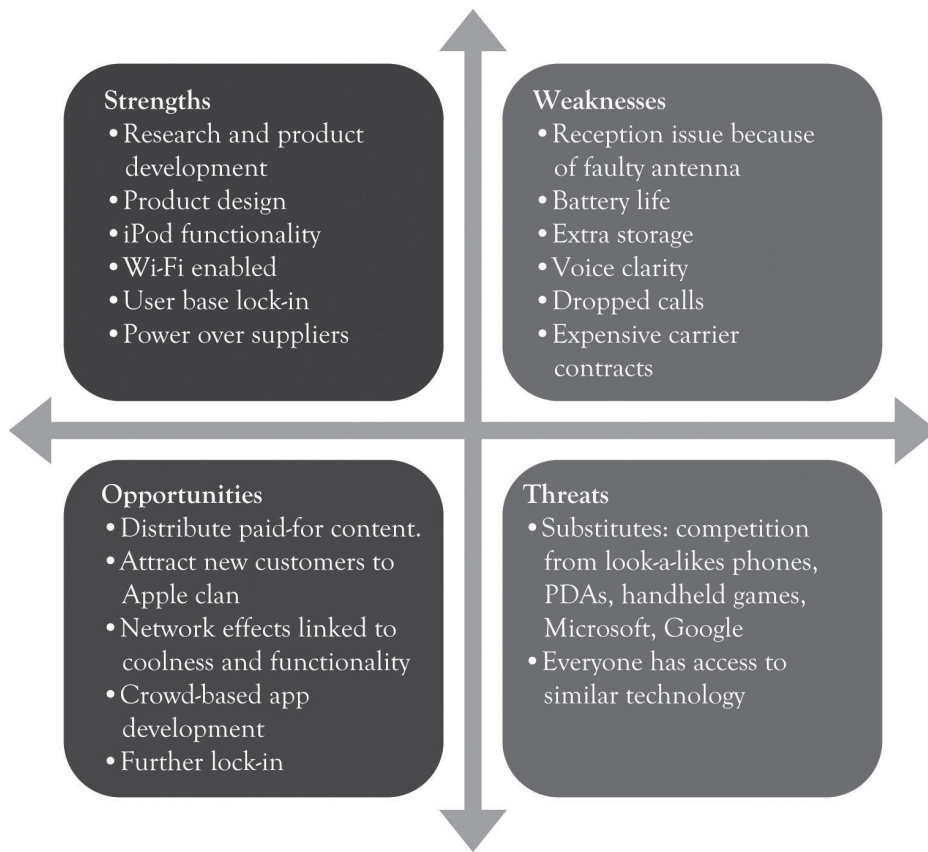 Strengths
• Research and product
development
• Product design
• iPod functionality
• Wi-Fi enabled
• User base lock-in
• Power over suppliers
Weaknesses
• Reception issue because
of faulty antenna
• Battery life
• Extra storage
• Voice clarity
• Dropped calls
• Expensive carrier
contracts
Opportunities
• Distribute paid-for content.
• Attract new customers to
Apple clan
• Network effects linked to
coolness and functionality
• Crowd-based app
development
• Further lock-in
Threats
• Substitutes: competition
from look-a-likes phones,
PDAs, handheld games,
Microsoft, Google
• Everyone has access to
similar technology